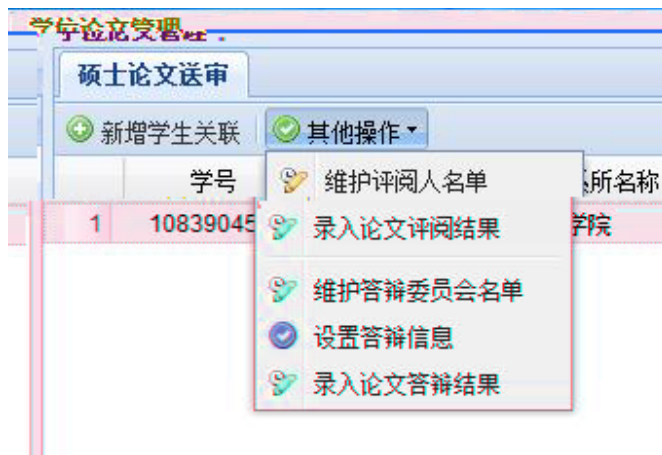 学位论文管理
硕士论文送审
新增学生关联 其他操作
学号 维护评阅人名单 所名称
1 10839045 录入论文评阅结果 学院
维护答辩委员会名单
设置答辩信息
录入论文答辩结果